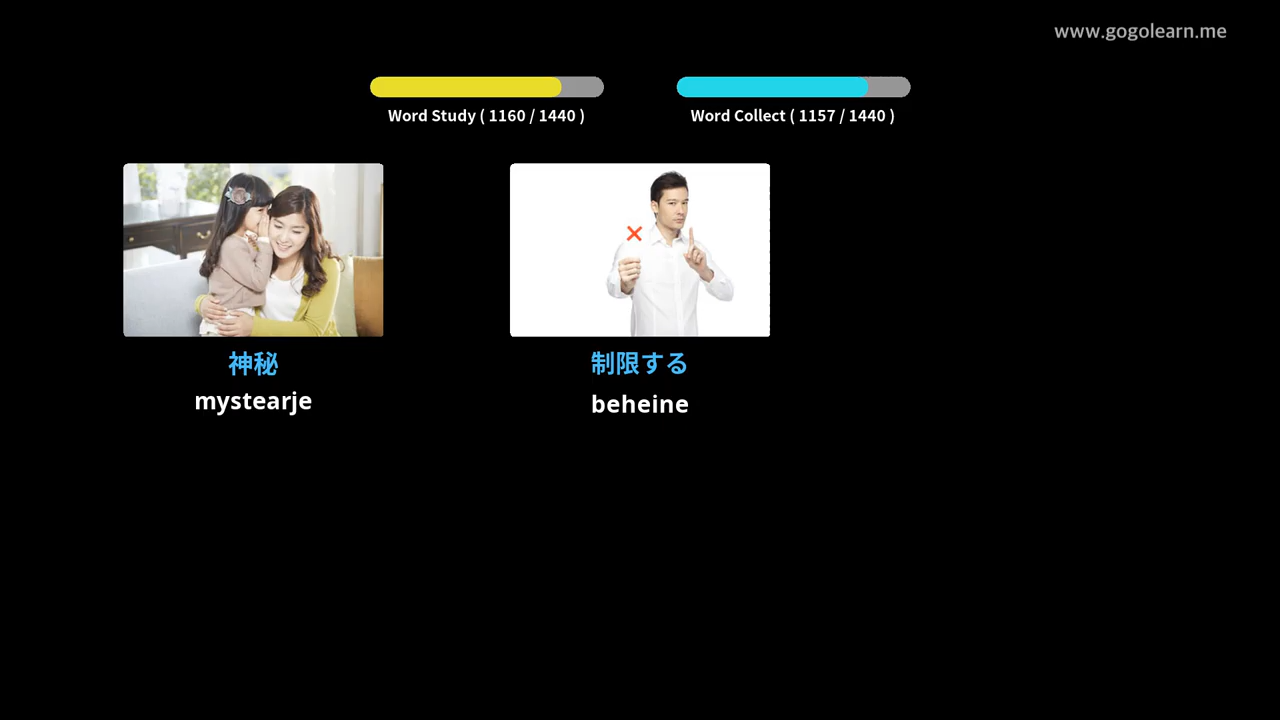 www.gogolearn.me
Word Study ( 1160 / 1440 )
Word Collect ( 1157 / 1440 )
神秘
mystearje
制限する
beheine